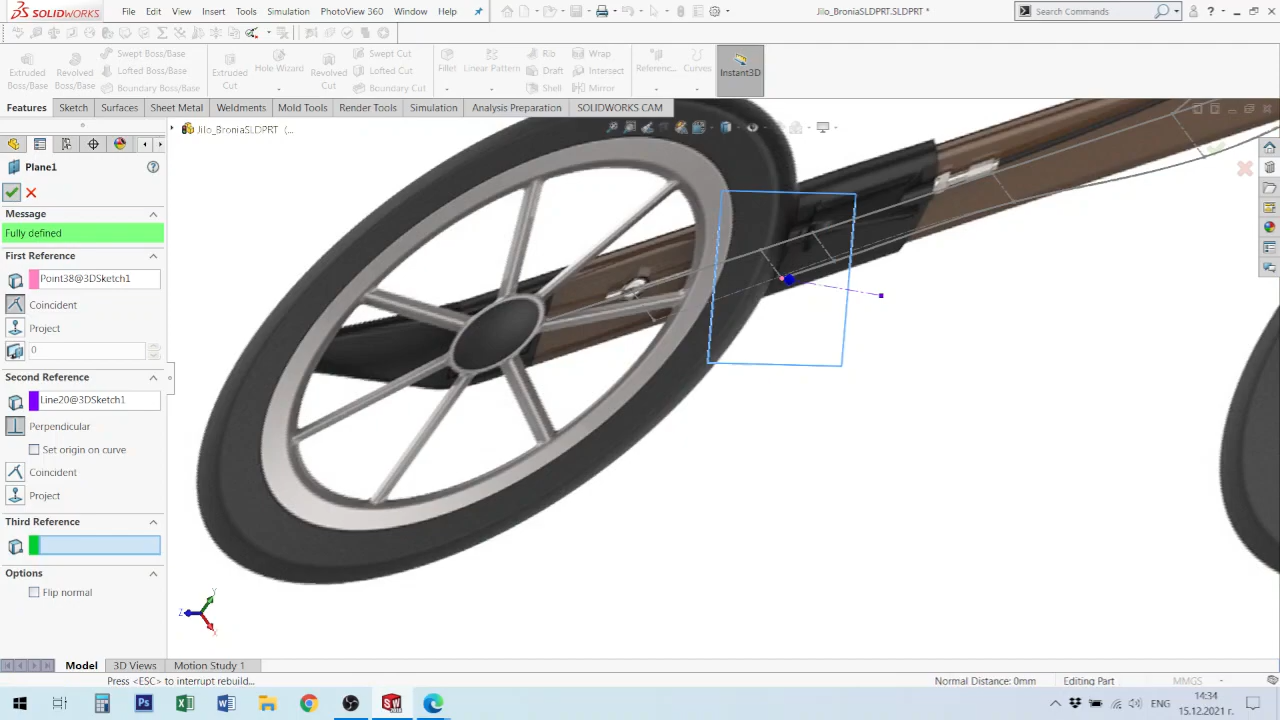 SOLIDWORKS
File Edit View Insert Tools Simulation PhotoView 360 Window Help
Jilo_BroniaSLDPRT.SLDPRT *
Search Commands
Extruded Boss/Base
Revolved Boss/Base
Swept Boss/Base
Lofted Boss/Base
Boundary Boss/Base
Extruded Cut
Hole Wizard
Revolved Cut
Swept Cut
Lofted Cut
Boundary Cut
Fillet
Linear Pattern
Rib
Draft
Shell
Wrap
Intersect
Mirror
Referenc...
Curves
Instant3D
Features Sketch Surfaces Sheet Metal Weldments Mold Tools Render Tools Simulation Analysis Preparation SOLIDWORKS CAM
Jilo_BroniaSLDPRT (...
Plane1
Message
Fully defined
First Reference
Point38@3DSketch1
Coincident
Project
0
Second Reference
Line20@3DSketch1
Perpendicular
Set origin on curve
Coincident
Project
Third Reference
Options
Flip normal
Y
Z
X
Model 3D Views Motion Study 1
Press <ESC> to interrupt rebuild... Normal Distance: 0mm Editing Part MMGS
ENG
14:34
15.12.2021 г.